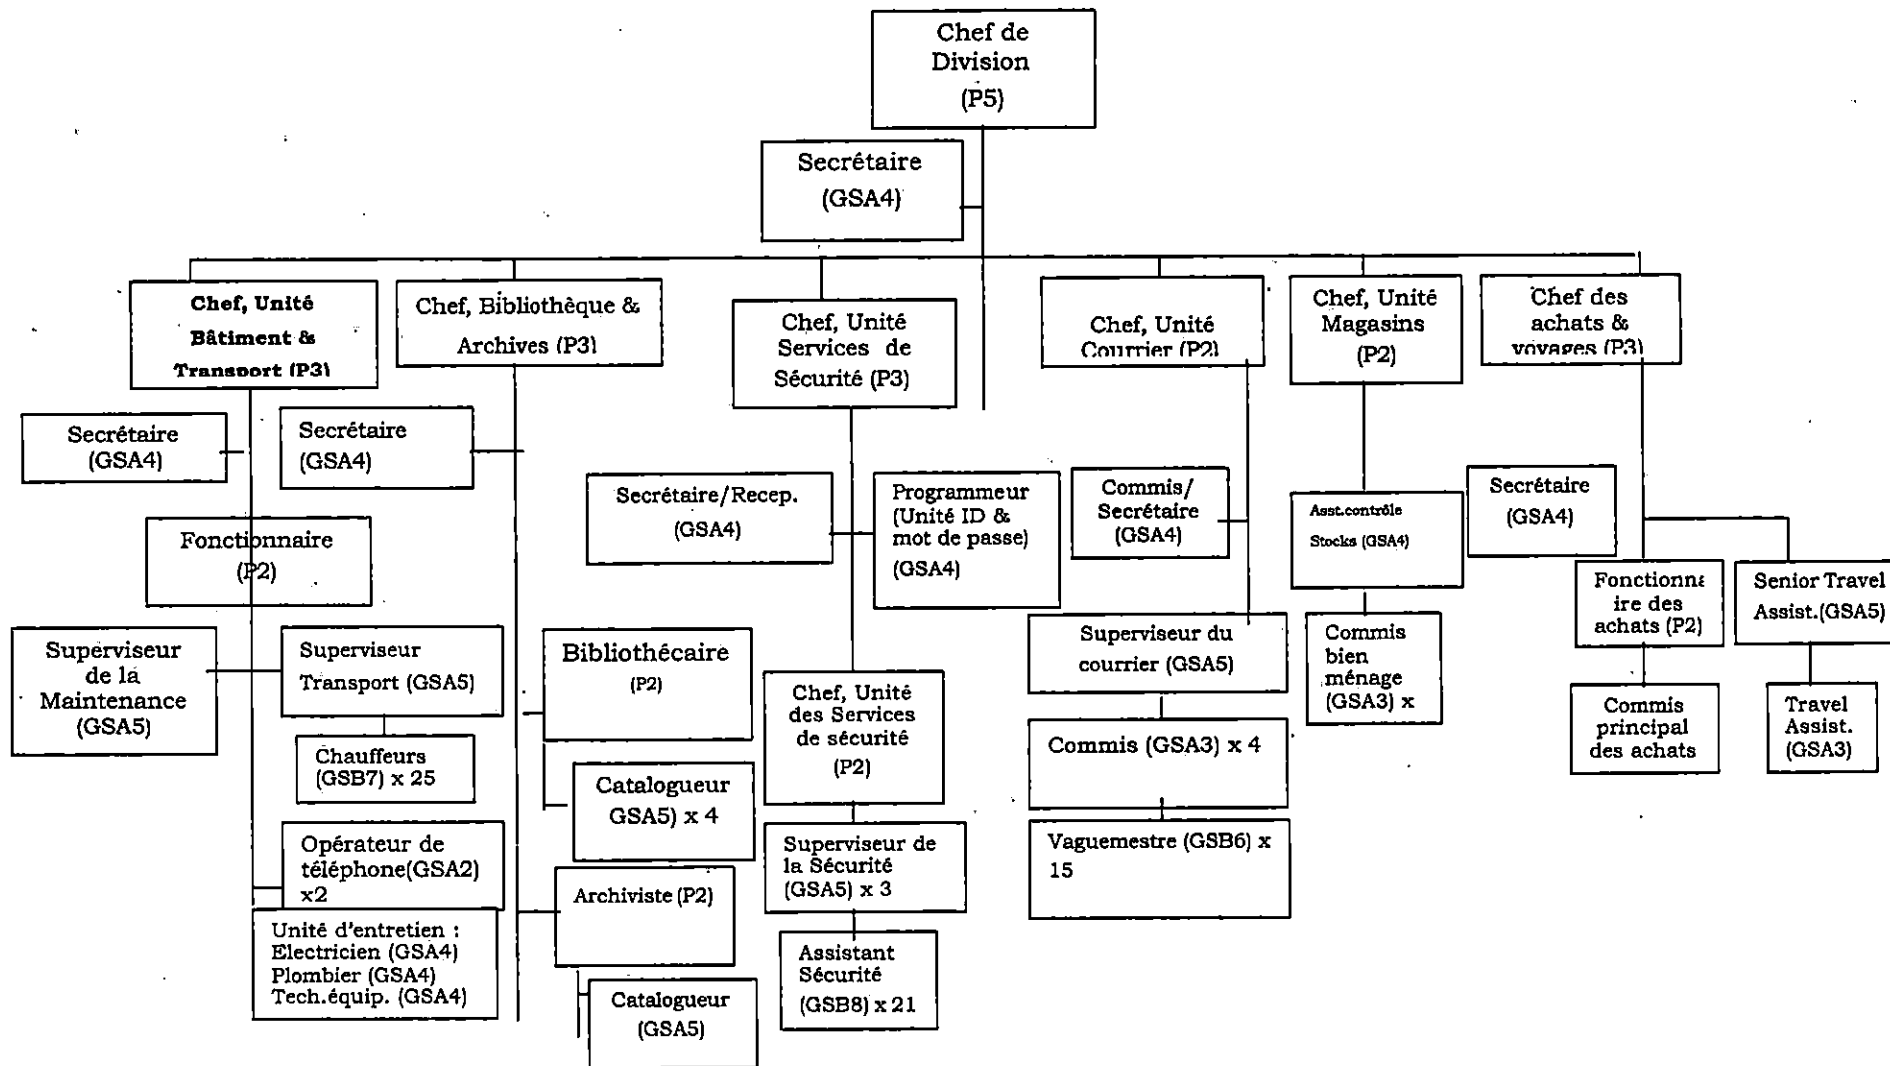 Chef de
Division
(P5)
Secrétaire
(GSA4)
Chef, Unité
Bâtiment &
Transport (P3)
Chef, Bibliothèque &
Archives (P3)
Chef, Unité
Services de
Sécurité (P3)
Chef, Unité
Courrier (P2)
Chef, Unité
Magasins
(P2)
Chef des
achats &
voyages (P3)
Secrétaire
(GSA4)
Secrétaire
(GSA4)
Secrétaire/Recep.
(GSA4)
Programmeur
(Unité ID &
mot de passe)
(GSA4)
Commis/
Secrétaire
(GSA4)
Asst.contrôle
Stocks (GSA4)
Secrétaire
(GSA4)
Fonctionnaire
(P2)
Fonctionna
ire des
achats (P2)
Senior Travel
Assist.(GSA5)
Superviseur
de la
Maintenance
(GSA5)
Superviseur
Transport (GSA5)
Bibliothécaire
(P2)
Chef, Unité
des Services
de sécurité
(P2)
Superviseur du
courrier (GSA5)
Commis
bien
ménage
(GSA3) x
Commis
principal
des achats
Travel
Assist.
(GSA3)
Chauffeurs
(GSB7) x 25
Catalogueur
GSA5) x 4
Commis (GSA3) x 4
Opérateur de
téléphone(GSA2)
x2
Superviseur de
la Sécurité
(GSA5) x 3
Vaguemestre (GSB6) x
15
Archiviste (P2)
Unité d'entretien :
Electricien (GSA4)
Plombier (GSA4)
Tech.équip. (GSA4)
Assistant
Sécurité
(GSB8) x 21
Catalogueur
(GSA5)